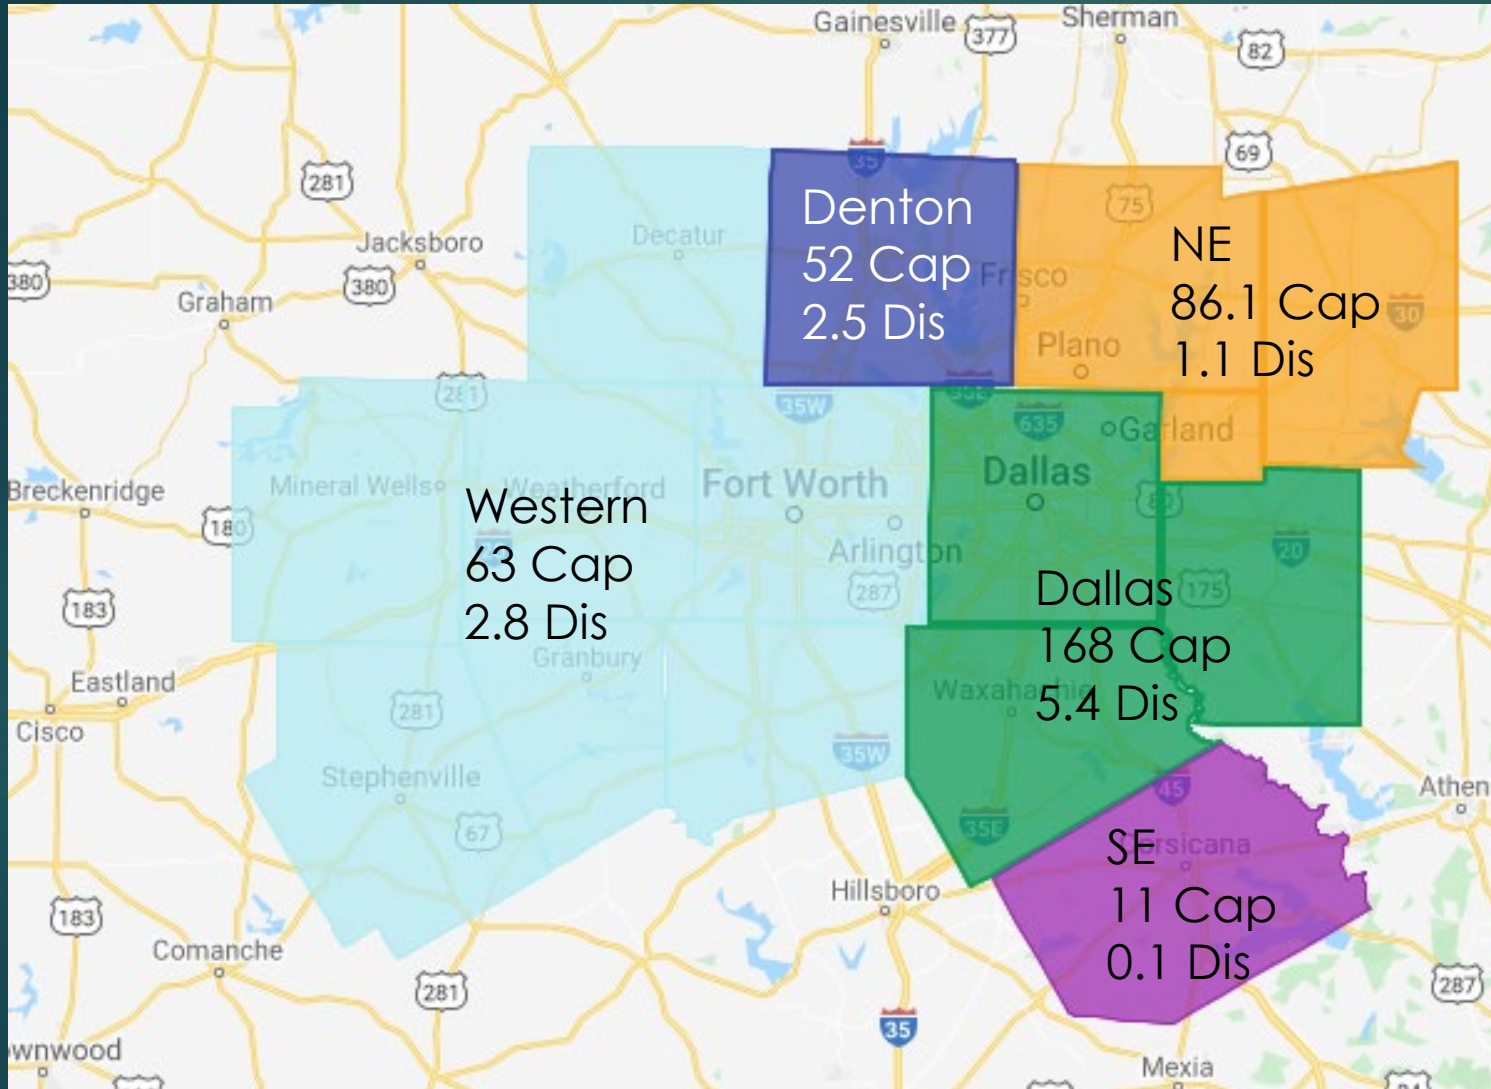 Gainesville
377
Sherman
82
69
281
35
75
Denton
52 Cap
2.5 Dis
NE
86.1 Cap
1.1 Dis
Decatur
Jacksboro
380
380
Graham
Frisco
30
Plano
281
35W
35E
635
Garland
Dallas
80
Breckenridge
Mineral Wells
Weatherford
Fort Worth
180
Western
63 Cap
2.8 Dis
Arlington
20
287
175
183
Dallas
168 Cap
5.4 Dis
Granbury
Waxahachie
Eastland
Cisco
281
35W
Stephenville
45
Athen
67
35E
SE
11 Cap
0.1 Dis
Corsicana
Hillsboro
183
Comanche
281
287
35
ownwood
Mexia